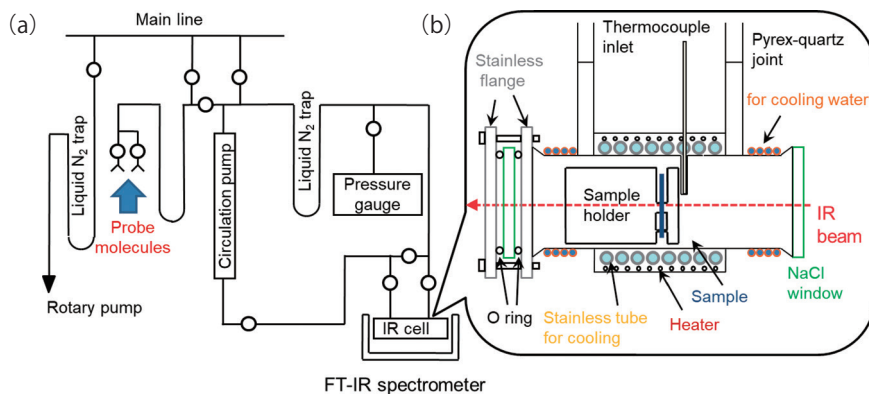 (a)
Main line
Liquid N₂ trap
Probe
molecules
Rotary pump
Circulation pump
Liquid N₂ trap
Pressure
gauge
IR cell
FT-IR spectrometer
(b)
Thermocouple
inlet
Pyrex-quartz
joint
Stainless
flange
for cooling water
Sample
holder
IR
beam
NaCl
window
O ring
Stainless tube
for cooling
Heater
Sample